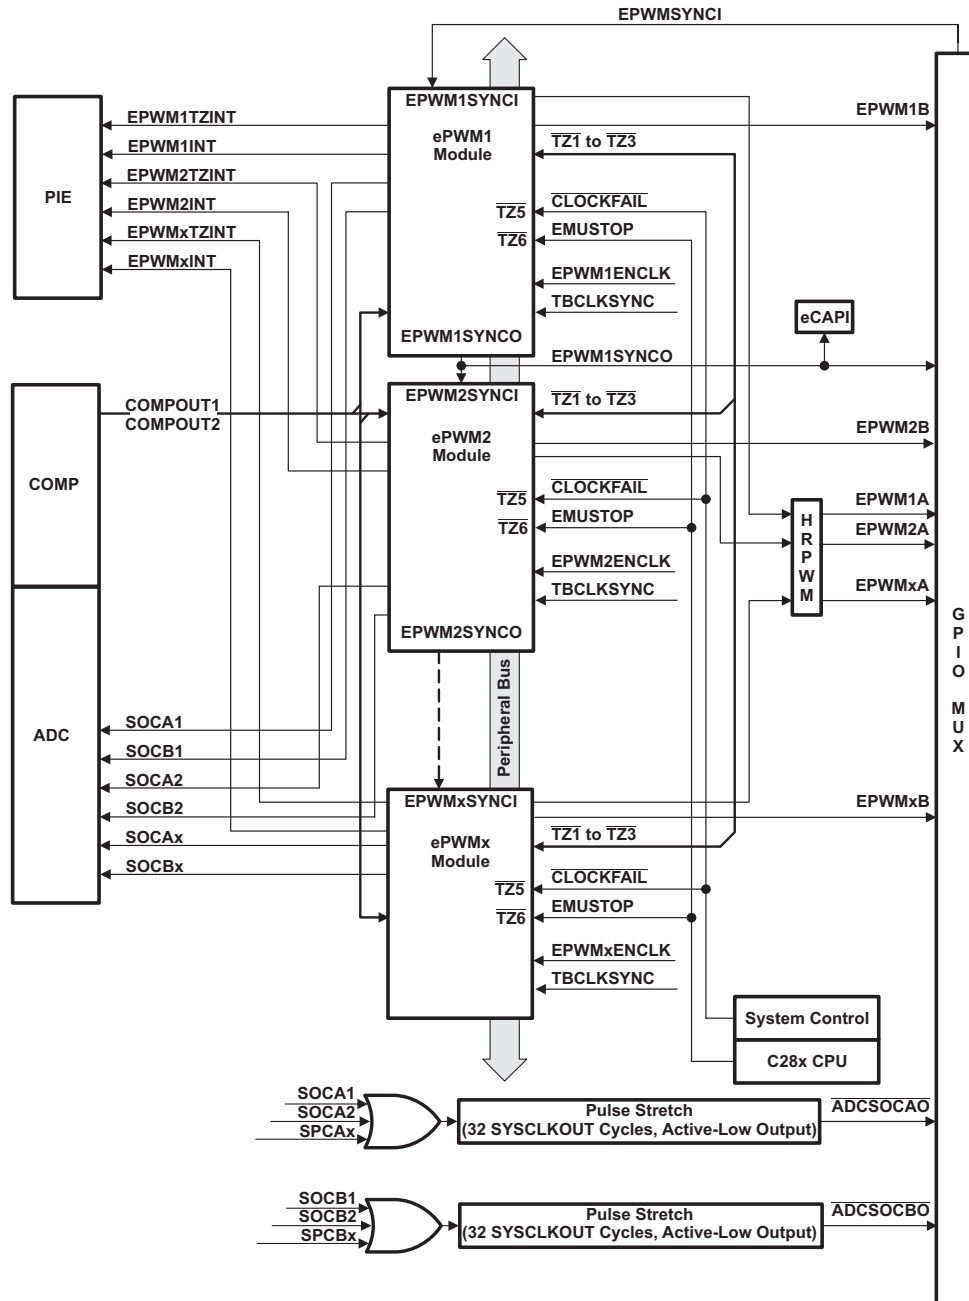 EPWMSYNCI
EPWM1SYNCI
EPWM1TZINT
EPWM1B
ePWM1
Module
TZ1 to TZ3
EPWM1INT
EPWM2TZINT
PIE
CLOCKFAIL
EPWM2INT
TZ5
EMUSTOP
EPWMxTZINT
TZ6
EPWMxINT
EPWM1ENCLK
TBCLKSYNC
eCAPI
EPWM1SYNCO
EPWM1SYNCO
EPWM2SYNCI
TZ1 to TZ3
COMPOUT1
COMPOUT2
EPWM2B
ePWM2
Module
COMP
CLOCKFAIL
TZ5
EPWM1A
EMUSTOP
TZ6
EPWM2A
H
R
P
W
M
EPWM2ENCLK
TBCLKSYNC
EPWMxA
EPWM2SYNCO
GPIO MUX
Peripheral Bus
ADC
SOCA1
SOCB1
SOCA2
SOCB2
SOCAx
SOCBx
EPWMxSYNCI
EPWMxB
ePWMx
Module
TZ1 to TZ3
CLOCKFAIL
TZ5
EMUSTOP
TZ6
EPWMxENCLK
TBCLKSYNC
System Control
C28x CPU
SOCA1
SOCA2
SPCAx
Pulse Stretch
(32 SYSCLKOUT Cycles, Active-Low Output)
ADCSOCAO
SOCB1
SOCB2
SPCBx
Pulse Stretch
(32 SYSCLKOUT Cycles, Active-Low Output)
ADCSOCBO